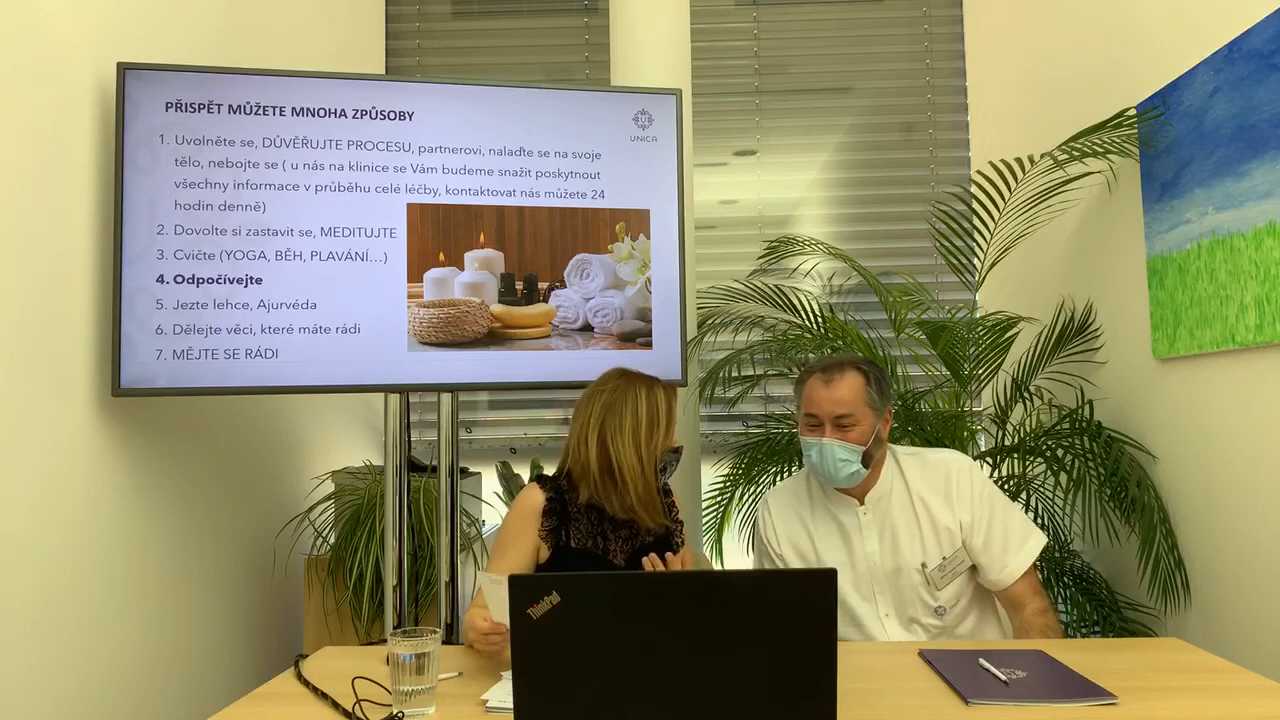 PŘISPĚT MŮŽETE MNOHA ZPŮSOBY
UNICA
1. Uvolněte se, DŮVĚŘUJTE PROCESU, partnerovi, nalaďte se na svoje
tělo, nebojte se ( u nás na klinice se Vám budeme snažit poskytnout
všechny informace v průběhu celé léčby, kontaktovat nás můžete 24
hodin denně)
2. Dovolte si zastavit se, MEDITUJTE
3. Cvičte (YOGA, BĚH, PLAVÁNÍ...)
4. Odpočívejte
5. Jezte lehce, Ajurvéda
6. Dělejte věci, které máte rádi
7. MĚJTE SE RÁDI
ThinkPad